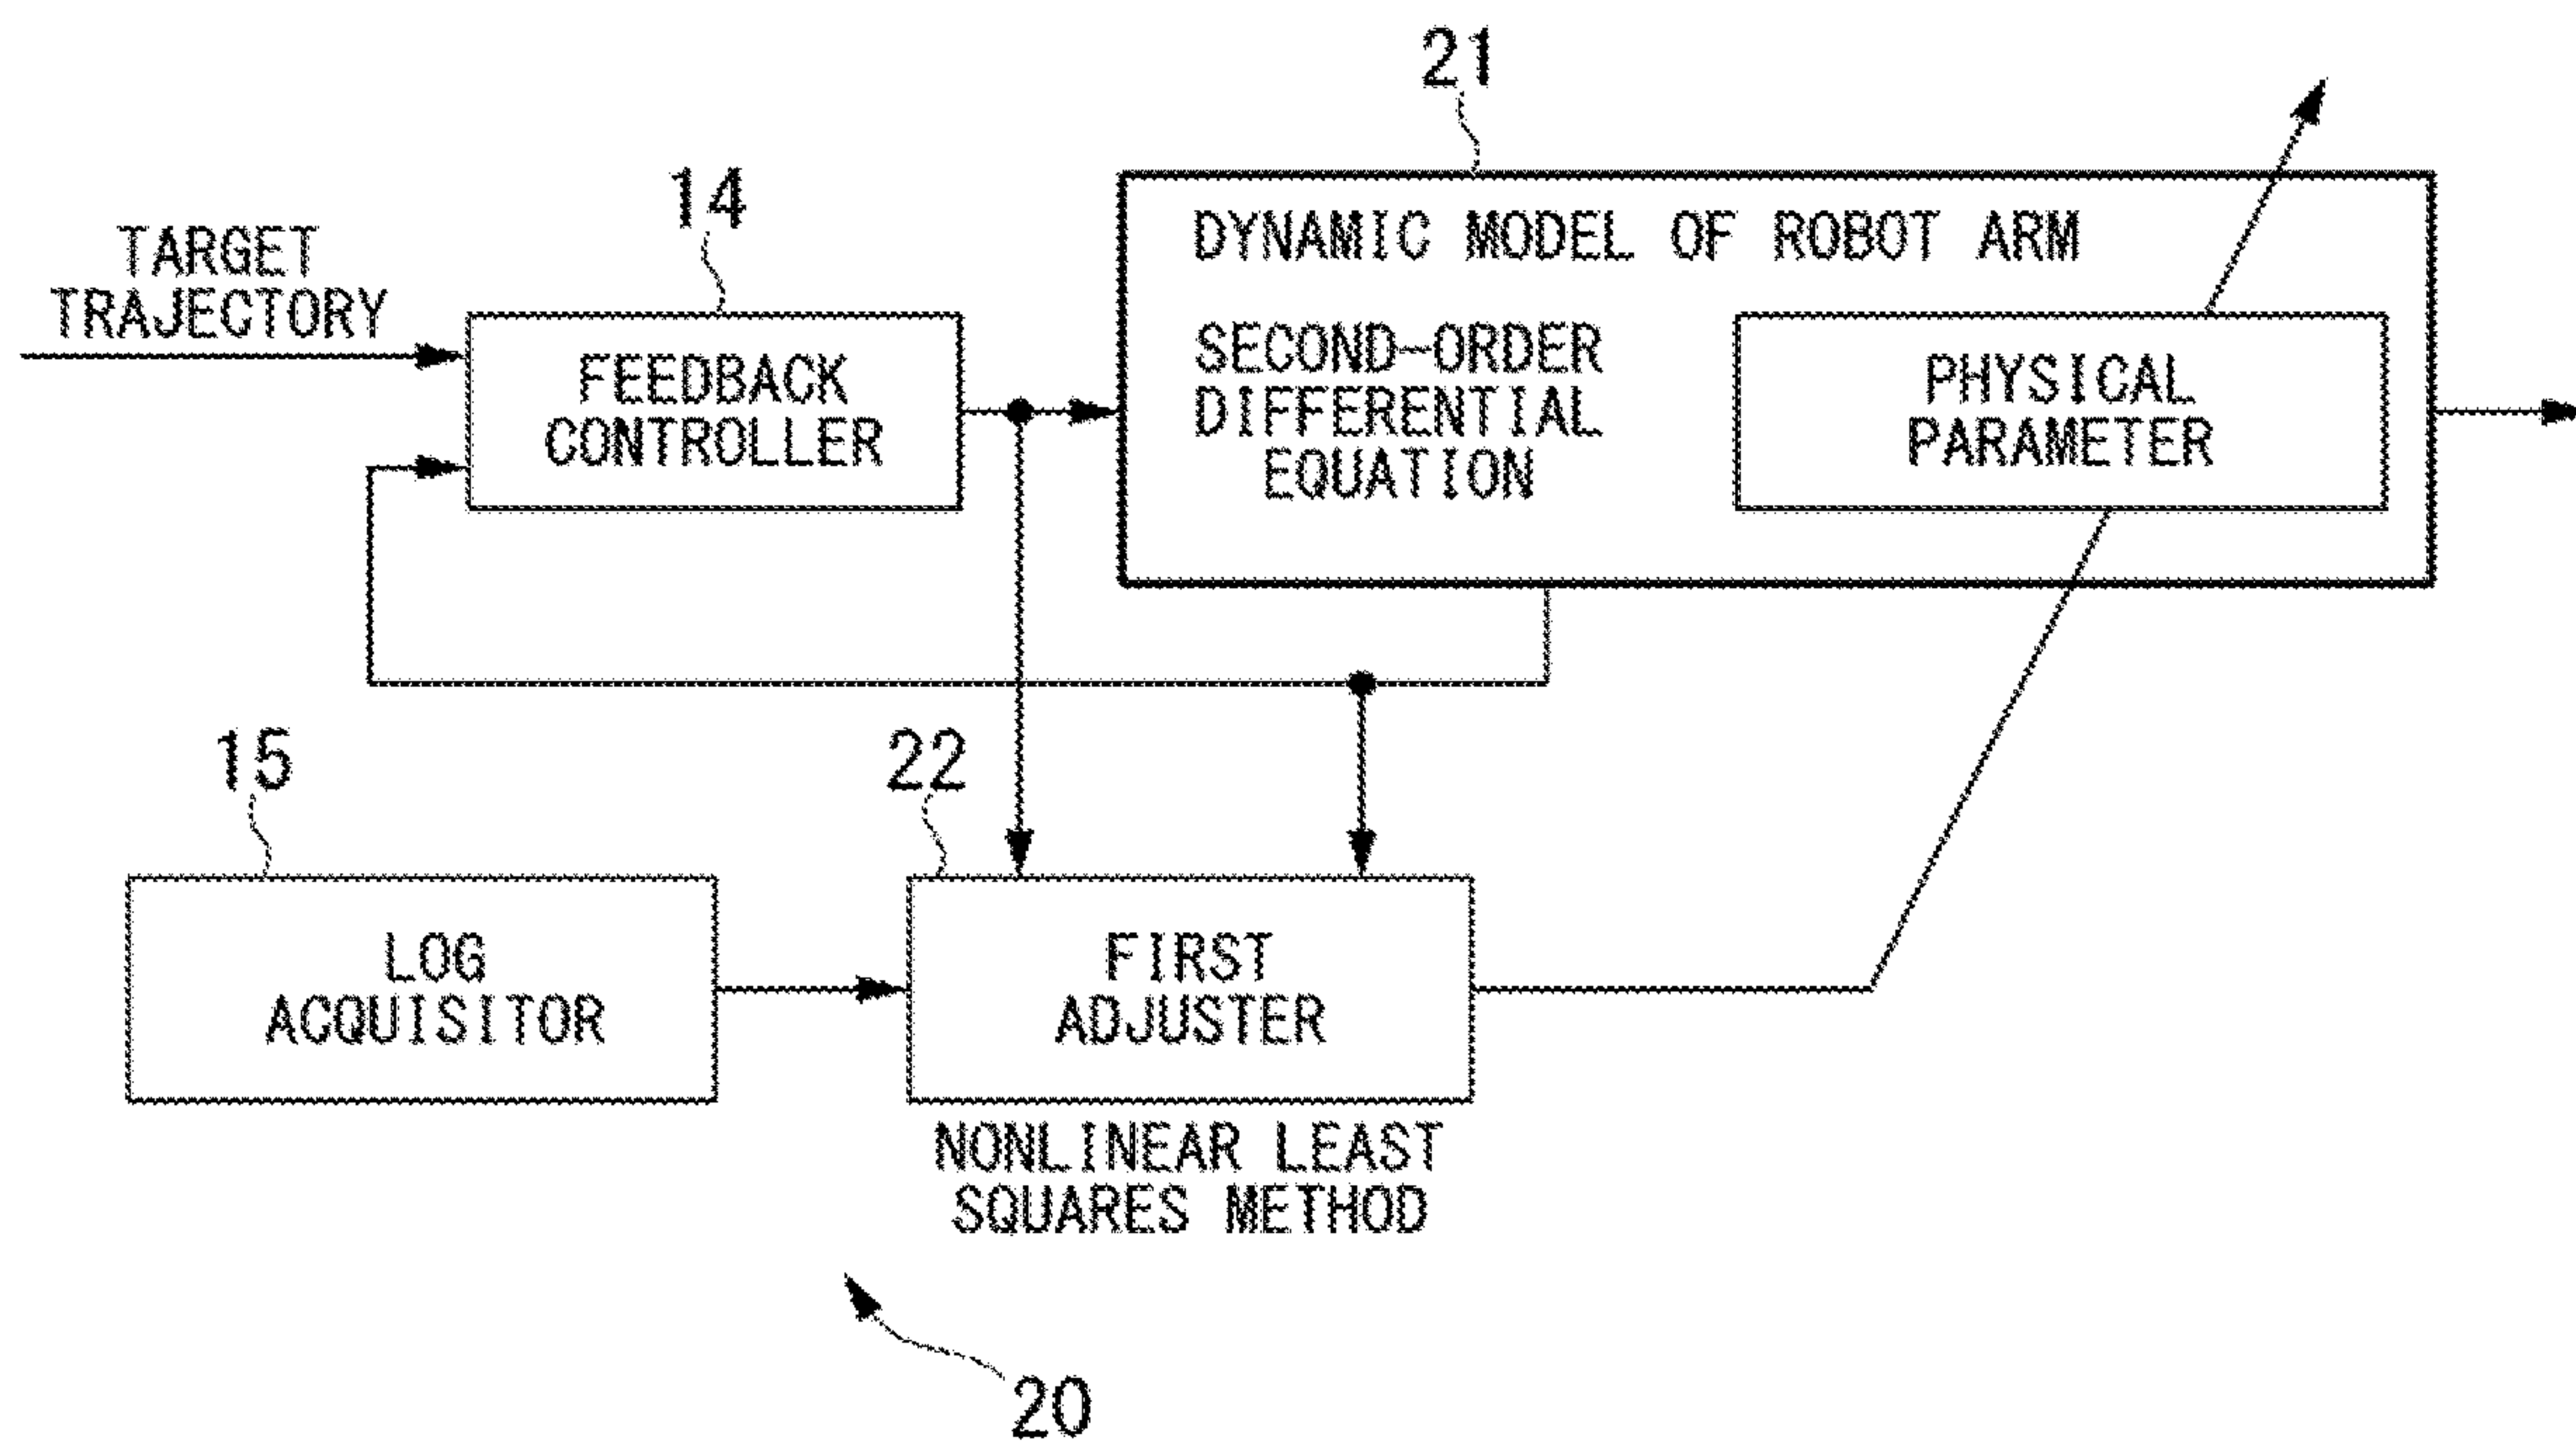 21
14
TARGET
TRAJECTORY
DYNAMIC MODEL OF ROBOT ARM
FEEDBACK
CONTROLLER
SECOND-ORDER
DIFFERENTIAL
EQUATION
PHYSICAL
PARAMETER
15
22
LOG
ACQUISITOR
FIRST
ADJUSTER
NONLINEAR LEAST
SQUARES METHOD
20